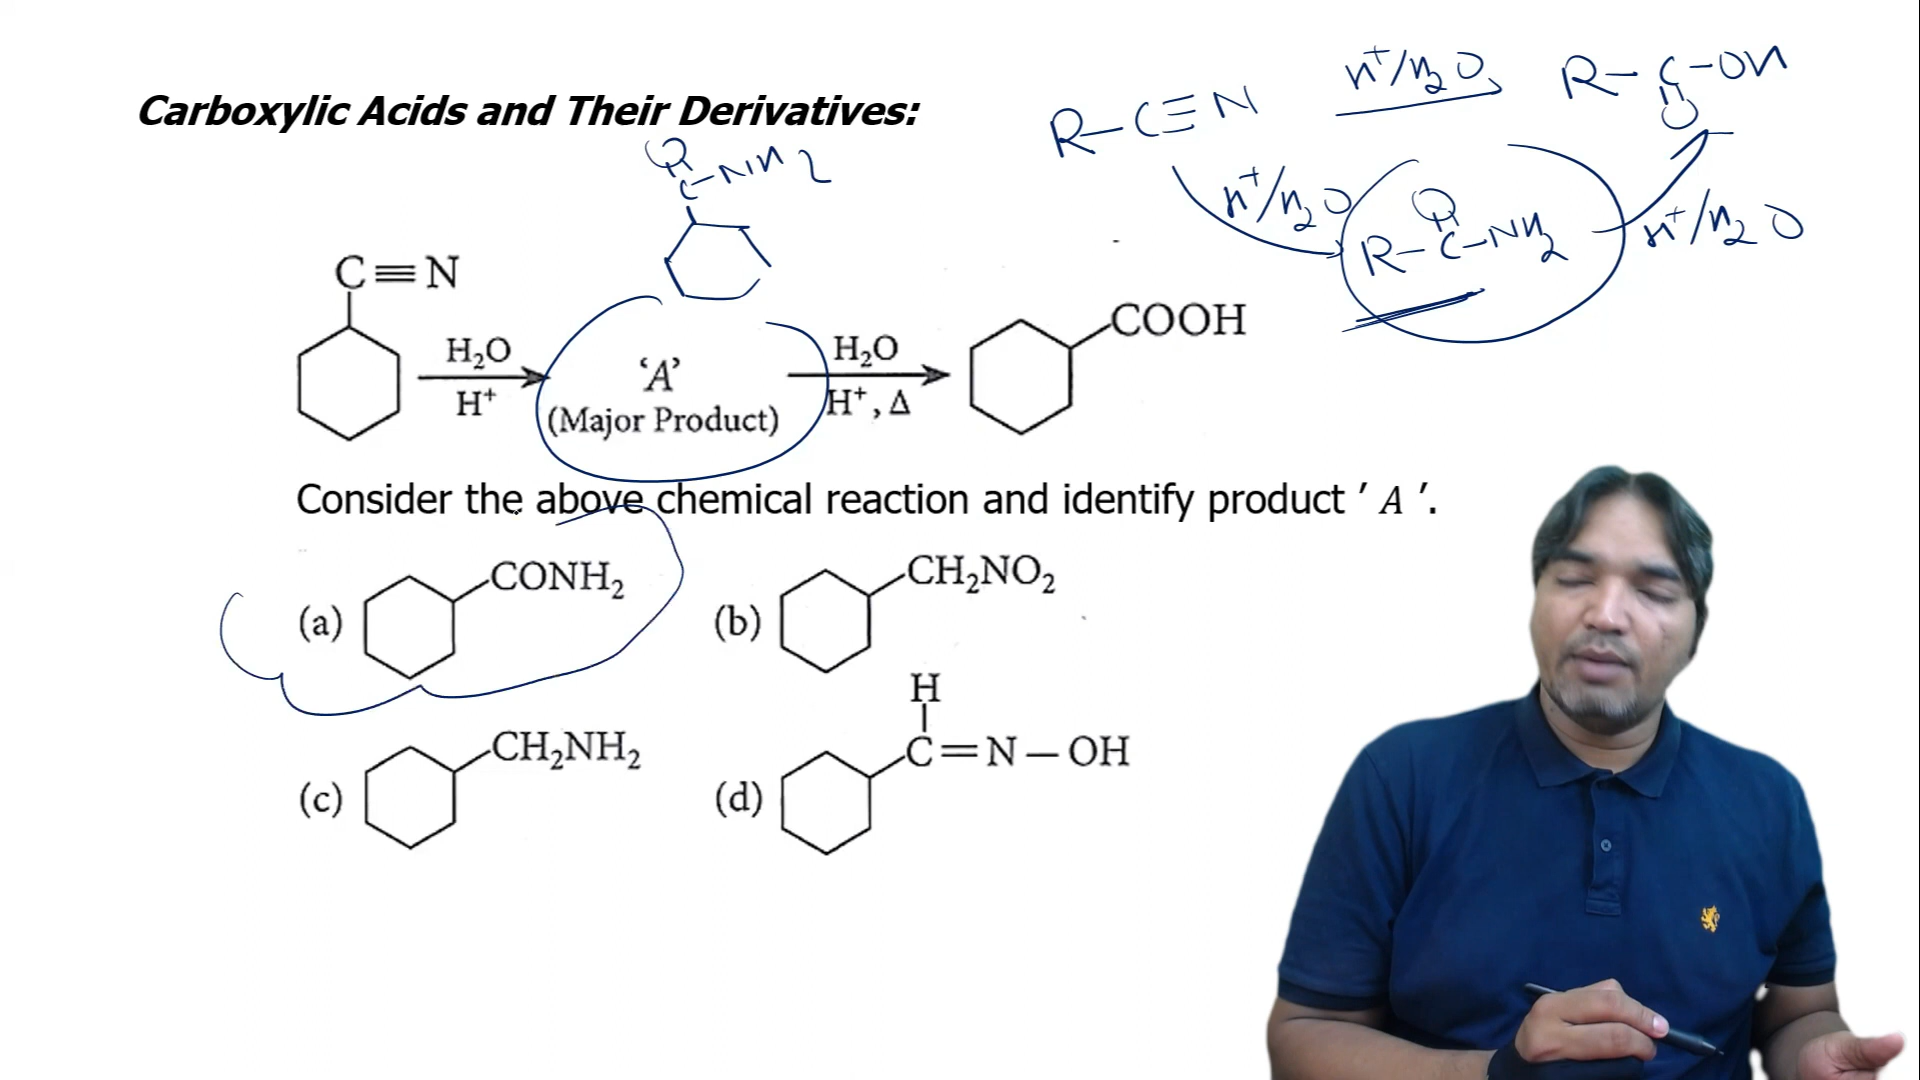 Carboxylic Acids and Their Derivatives:
R-C≡N H⁺/H₂O R-C-OH
O
H⁺/H₂O R-C-NH₂ H⁺/H₂O
O
O
C-NH₂
C≡N
H₂O
H⁺
'A'
(Major Product)
H₂O
H⁺, Δ
COOH
Consider the above chemical reaction and identify product ' A '.
(a) CONH₂
(b) CH₂NO₂
(c) CH₂NH₂
(d) H
C=N–OH